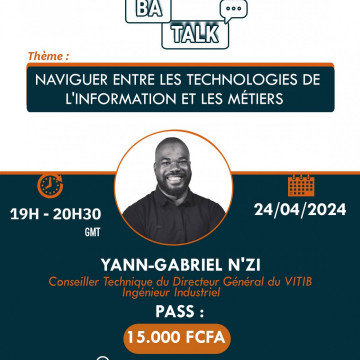 BA
TALK
Thème :
NAVIGUER ENTRE LES TECHNOLOGIES DE
L'INFORMATION ET LES MÉTIERS
19H - 20H30
GMT
24/04/2024
YANN-GABRIEL N'ZI
Conseiller Technique du Directeur Général du VITIB
Ingénieur Industriel
PASS :
15.000 FCFA